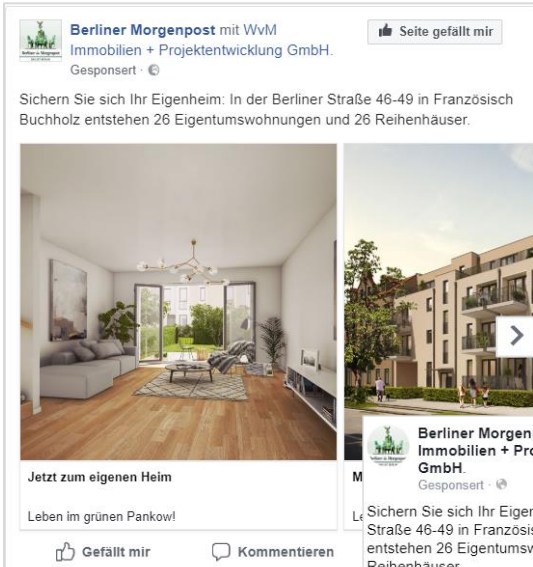 Berliner Morgenpost mit WvM
Immobilien + Projektentwicklung GmbH.
Gesponsert ·
Seite gefällt mir
Sichern Sie sich Ihr Eigenheim: In der Berliner Straße 46-49 in Französisch
Buchholz entstehen 26 Eigentumswohnungen und 26 Reihenhäuser.
Jetzt zum eigenen Heim
Leben im grünen Pankow!
Gefällt mir
Kommentieren
M
Le
Berliner Morgen
Immobilien + Pro
GmbH.
Gesponsert ·
Sichern Sie sich Ihr Eiger
Straße 46-49 in Französis
entstehen 26 Eigentumsw
Reihenhäuser